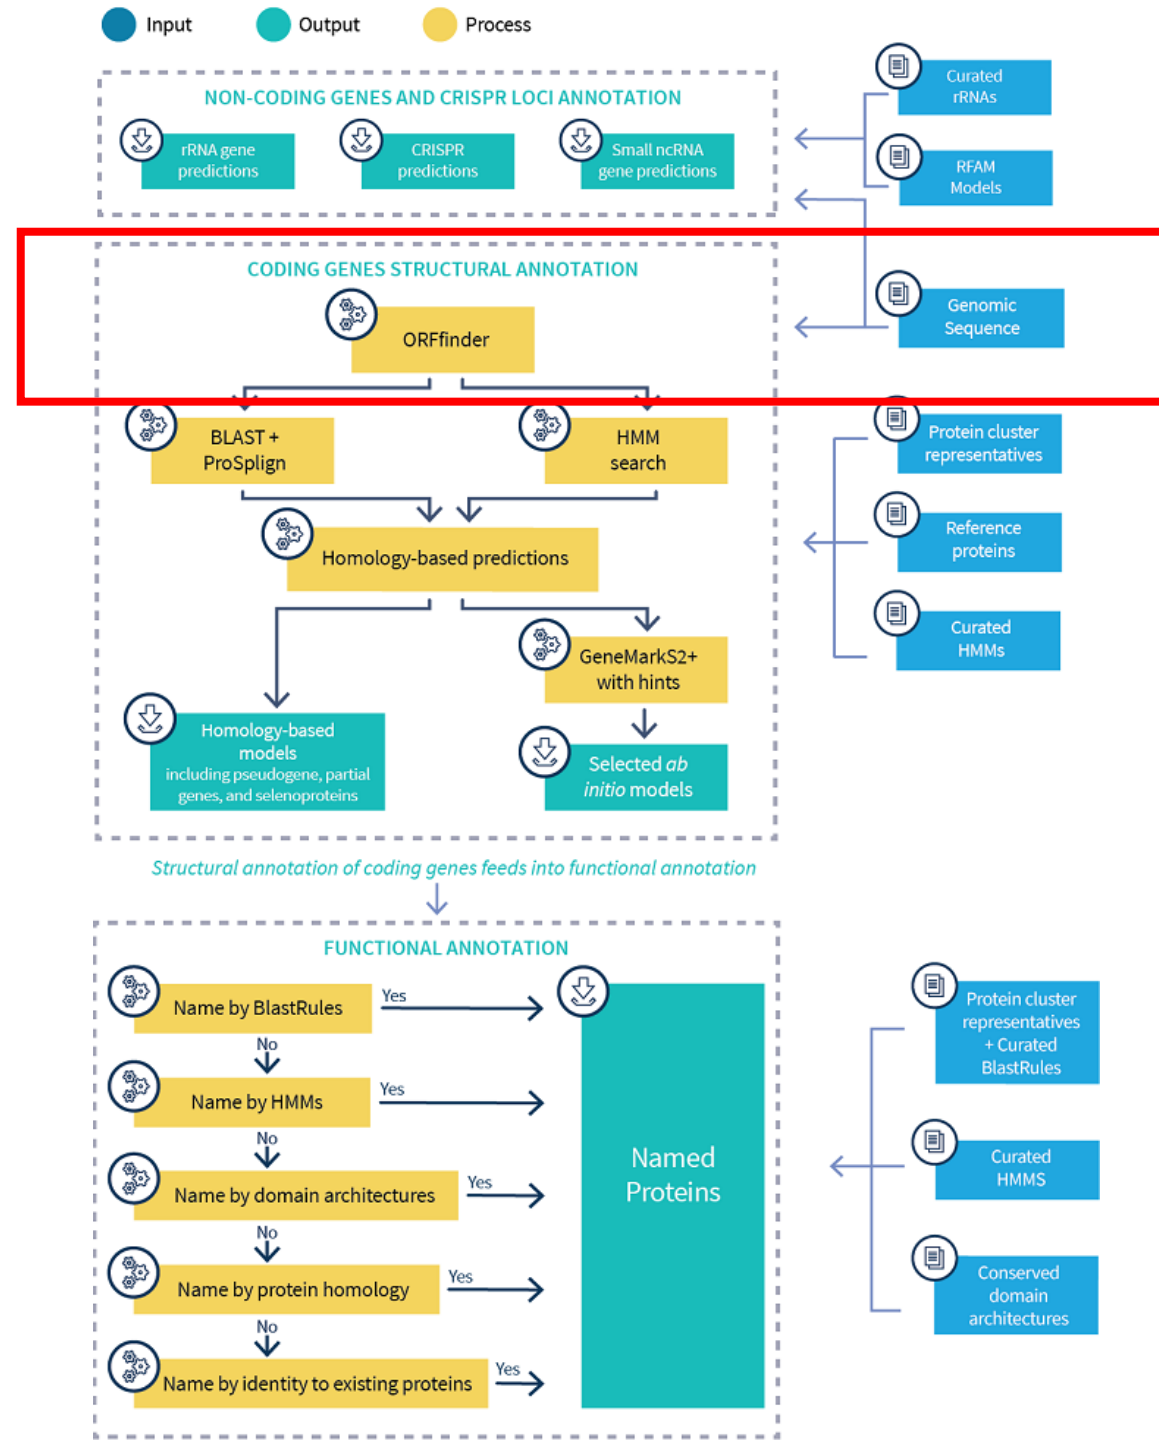 Input
Output
Process
NON-CODING GENES AND CRISPR LOCI ANNOTATION
rRNA gene
predictions
CRISPR
predictions
Small ncRNA
gene predictions
Curated
rRNAs
RFAM
Models
CODING GENES STRUCTURAL ANNOTATION
ORFfinder
Genomic
Sequence
BLAST +
ProSplign
HMM
search
Protein cluster
representatives
Homology-based predictions
Reference
proteins
GeneMarkS2+
with hints
Curated
HMMs
Homology-based
models
including pseudogene, partial
genes, and selenoproteins
Selected ab
initio models
Structural annotation of coding genes feeds into functional annotation
FUNCTIONAL ANNOTATION
Name by BlastRules
Yes
No
Name by HMMs
Yes
No
Name by domain architectures
Yes
No
Name by protein homology
Yes
No
Name by identity to existing proteins
Yes
Named
Proteins
Protein cluster
representatives
+ Curated
BlastRules
Curated
HMMS
Conserved
domain
architectures